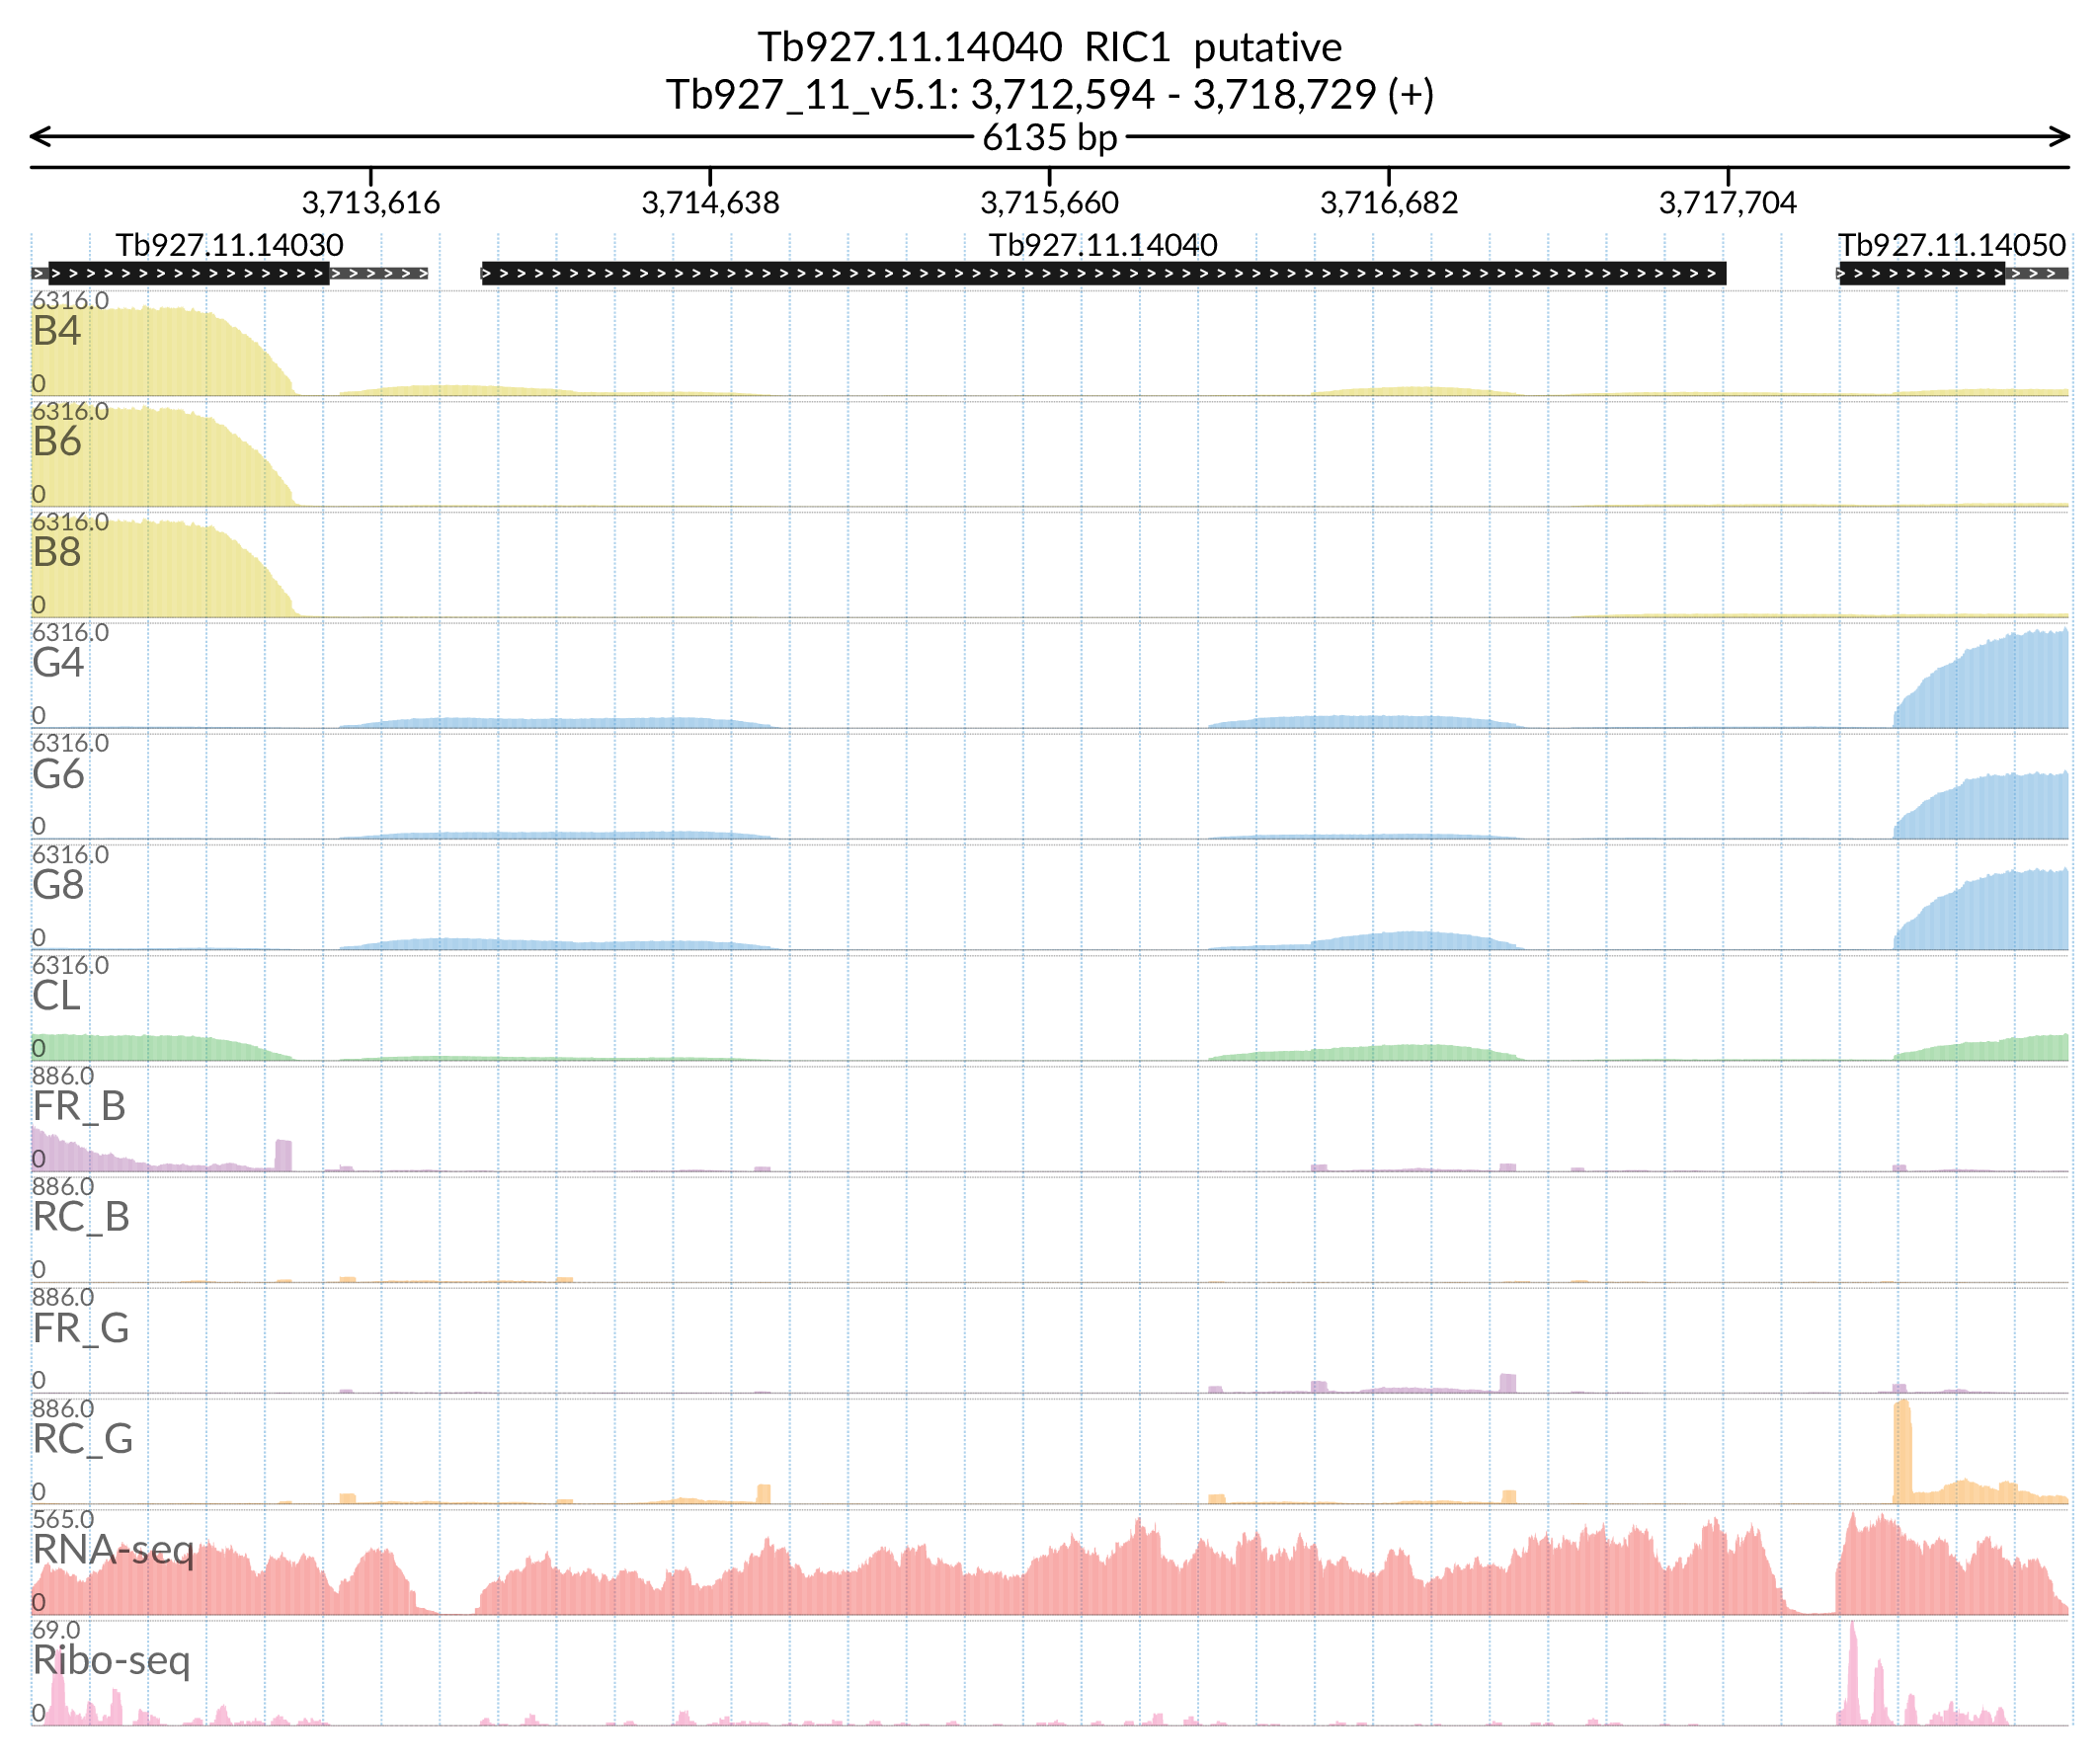 Tb927.11.14040 RIC1 putative
Tb927_11_v5.1: 3,712,594 - 3,718,729 (+)
6135 bp
3,713,616 3,714,638 3,715,660 3,716,682 3,717,704
Tb927.11.14030 Tb927.11.14040 Tb927.11.14050
6316.0
B4
0
6316.0
B6
0
6316.0
B8
0
6316.0
G4
0
6316.0
G6
0
6316.0
G8
0
6316.0
CL
0
886.0
FR_B
0
886.0
RC_B
0
886.0
FR_G
0
886.0
RC_G
0
565.0
RNA-seq
0
69.0
Ribo-seq
0